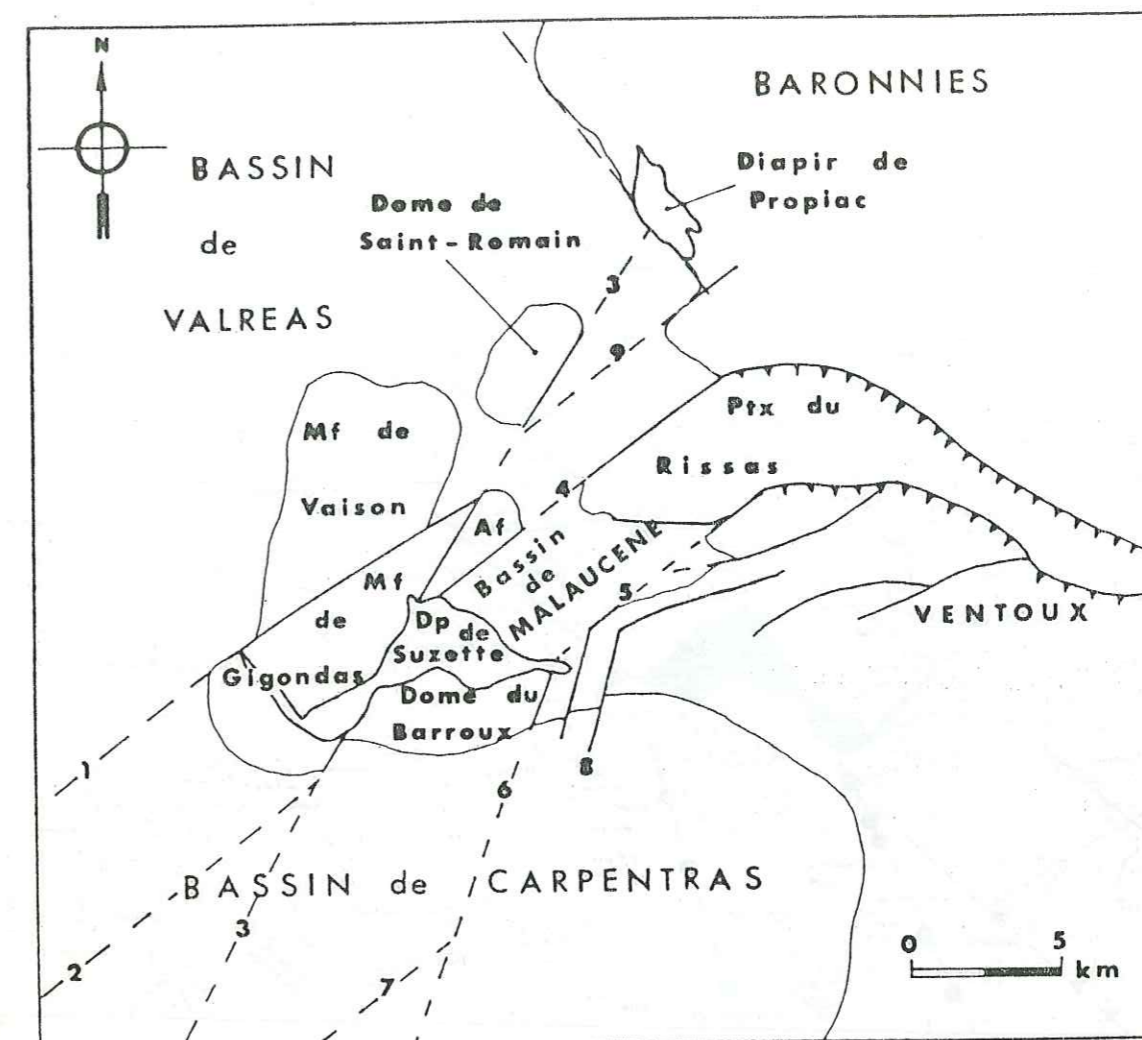 N
BARONNIES
BASSIN
de
VALREAS
Diapir de
Propiac
Dome de
Saint-Romain
3
9
Ptx du
Rissas
Mf de
Vaison
4
Af
Bassin
de
MALAUCENE
Mf
de
Gigondas
5
Dp de
Suzette
VENTOUX
Dome du
Barroux
1
8
6
BASSIN de CARPENTRAS
3
2
7
0 5
km